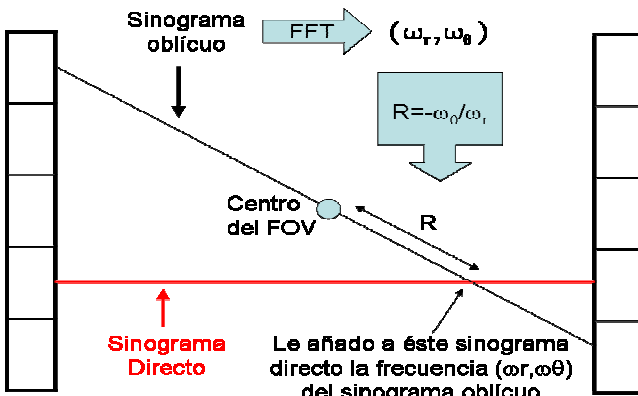 Sinograma
oblícuo
FFT
(ωr,ωθ)
R=-ωθ/ωr
Centro
del FOV
R
Sinograma
Directo
Le añado a éste sinograma
directo la frecuencia (ωr,ωθ)
del sinograma oblícuo